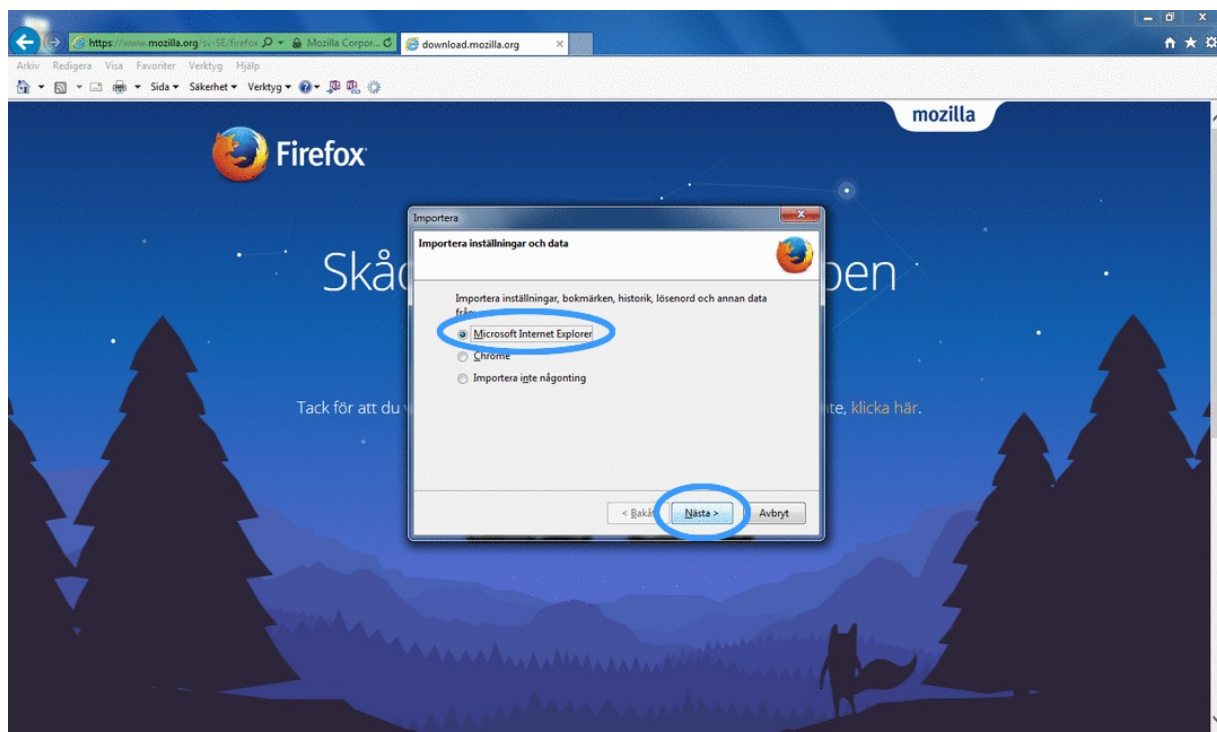 https://www.mozilla.org/sv-SE/firefox
Mozilla Corpor...
download.mozilla.org
Arkiv Redigera Visa Favoriter Verktyg Hjälp
Sida Säkerhet Verktyg
mozilla
Firefox
Importera
Importera inställningar och data
Importera inställningar, bokmärken, historik, lösenord och annan data
från:
Microsoft Internet Explorer
Chrome
Importera inte någonting
Tack för att du
klicka här.
< Bakåt Nästa > Avbryt